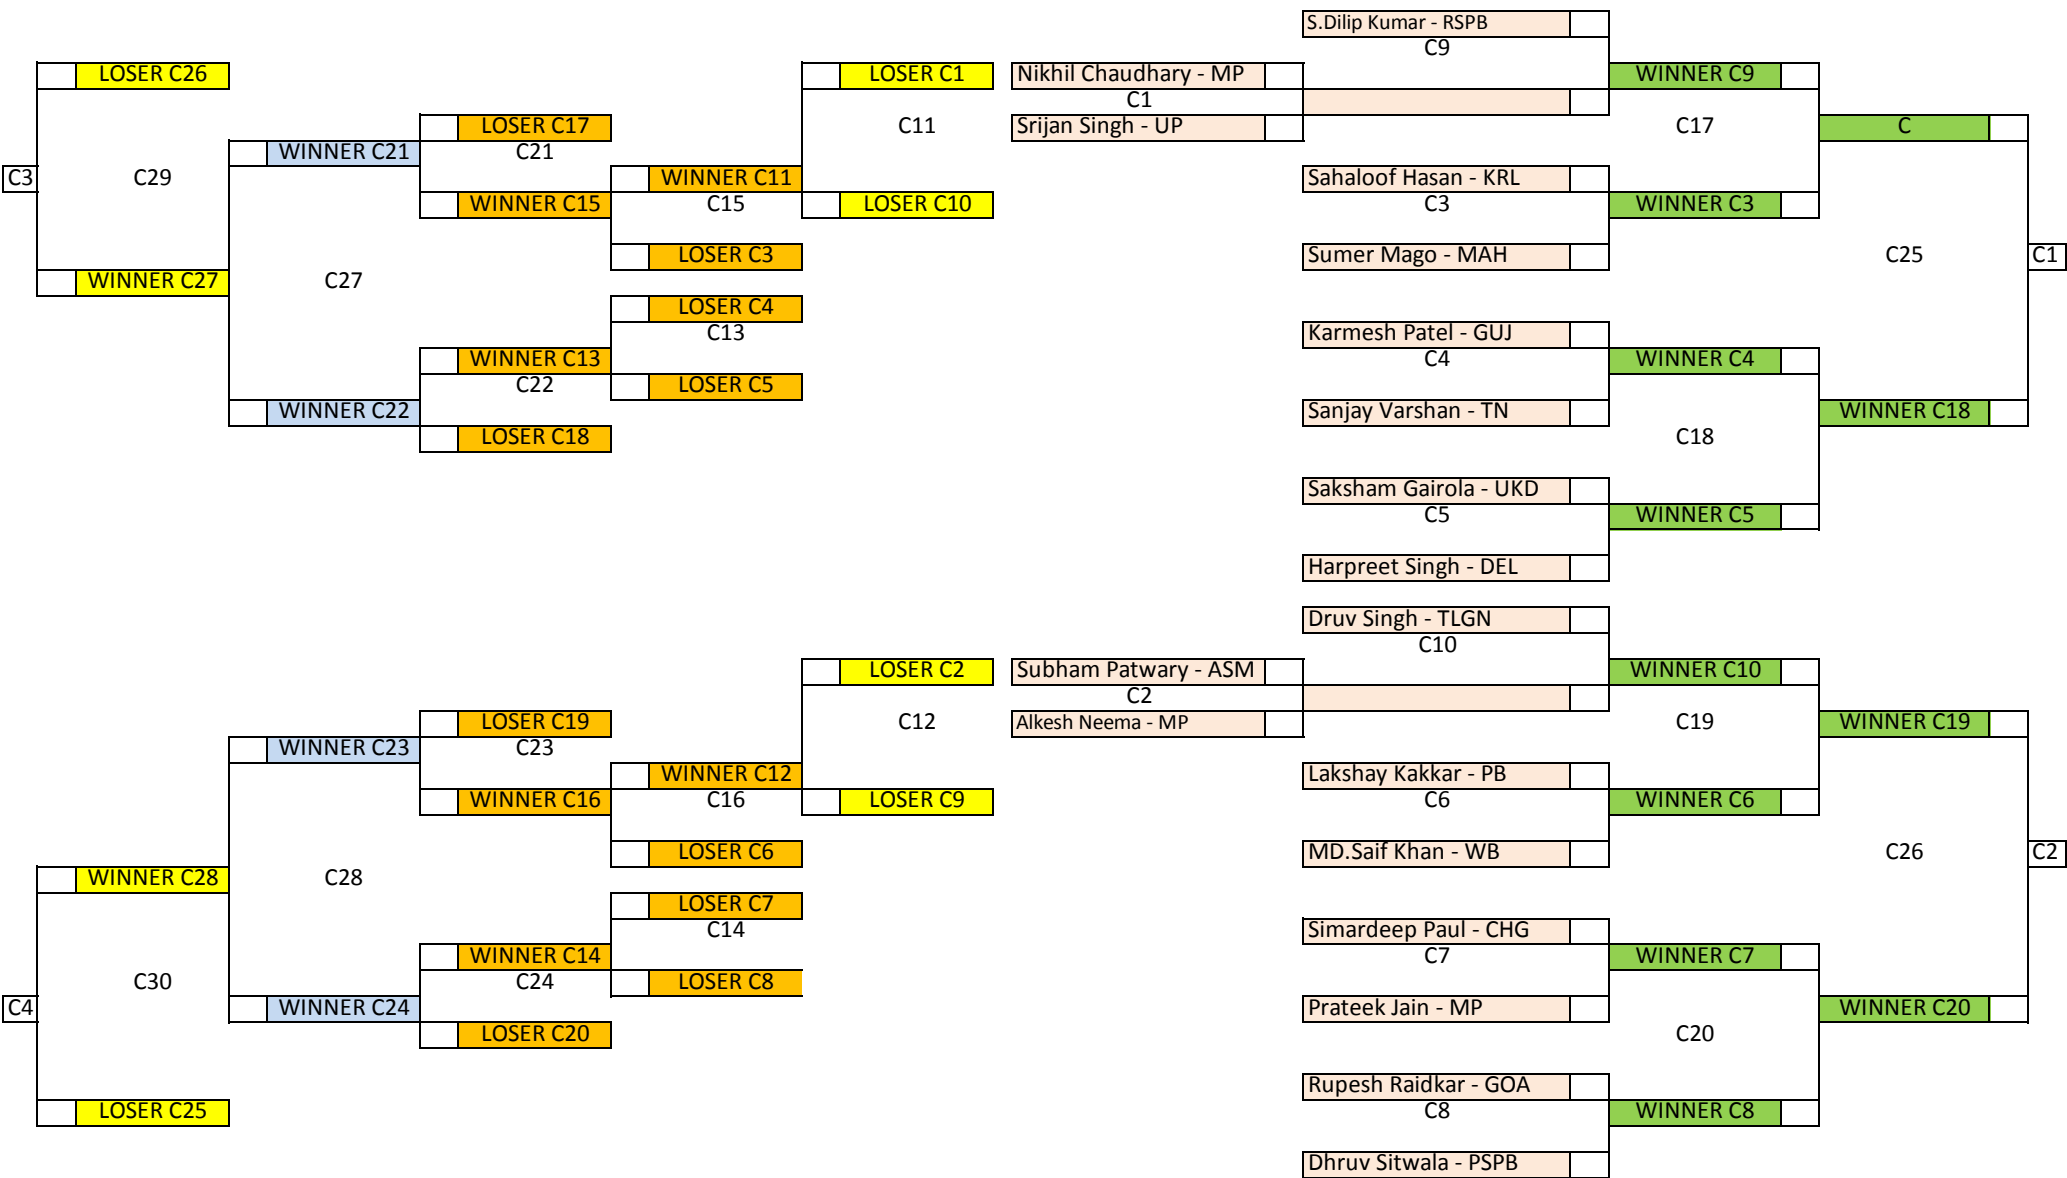 S.Dilip Kumar - RSPB
C9
LOSER C26 LOSER C1 Nikhil Chaudhary - MP WINNER C9
C1
LOSER C17 C11 Srijan Singh - UP C17 C
WINNER C21 C21
C3 C29 WINNER C11 Sahaloof Hasan - KRL
WINNER C15 C15 LOSER C10 C3 WINNER C3
LOSER C3 Sumer Mago - MAH C25 C1
WINNER C27 C27
LOSER C4
C13 Karmesh Patel - GUJ
WINNER C13 C4 WINNER C4
C22 LOSER C5
WINNER C22 Sanjay Varshan - TN WINNER C18
LOSER C18 C18
Saksham Gairola - UKD
C5 WINNER C5
Harpreet Singh - DEL
Druv Singh - TLGN
C10
LOSER C2 Subham Patwary - ASM WINNER C10
C2
LOSER C19 C12 Alkesh Neema - MP C19 WINNER C19
WINNER C23 C23
WINNER C12 Lakshay Kakkar - PB
WINNER C16 C16 LOSER C9 C6 WINNER C6
LOSER C6 MD.Saif Khan - WB C26 C2
WINNER C28 C28
LOSER C7
C14 Simardeep Paul - CHG
WINNER C14 C7 WINNER C7
C30 C24 LOSER C8
C4 WINNER C24 Prateek Jain - MP WINNER C20
LOSER C20 C20
Rupesh Raidkar - GOA
LOSER C25 C8 WINNER C8
Dhruv Sitwala - PSPB